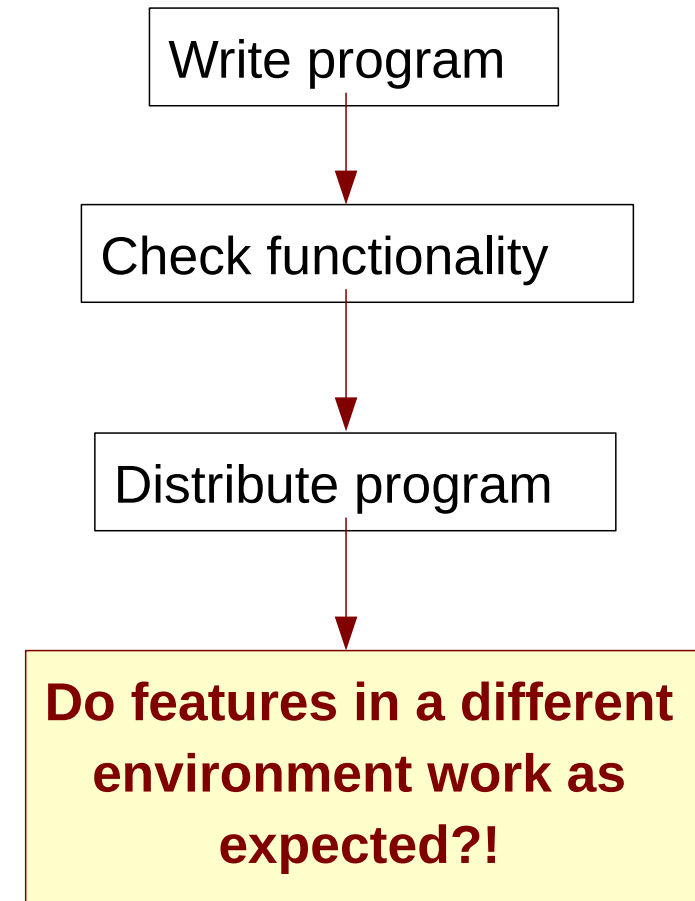 Write program
Check functionality
Distribute program
Do features in a different
environment work as
expected?!